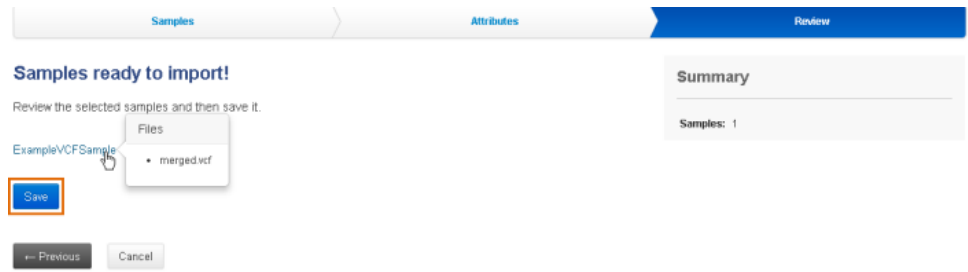 Samples
Attributes
Review
Samples ready to import!
Review the selected samples and then save it.
ExampleVCFSample
Files
• merged.vcf
Save
← Previous
Cancel
Summary
Samples: 1